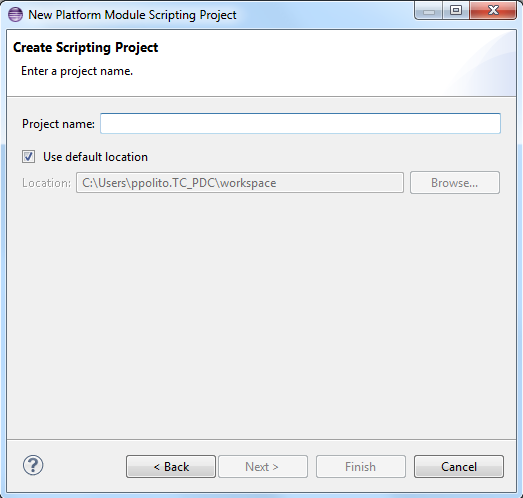 New Platform Module Scripting Project
Create Scripting Project
Enter a project name.
Project name:
Use default location
Location: C:\Users\ppolito.TC_PDC\workspace Browse...
? < Back Next > Finish Cancel